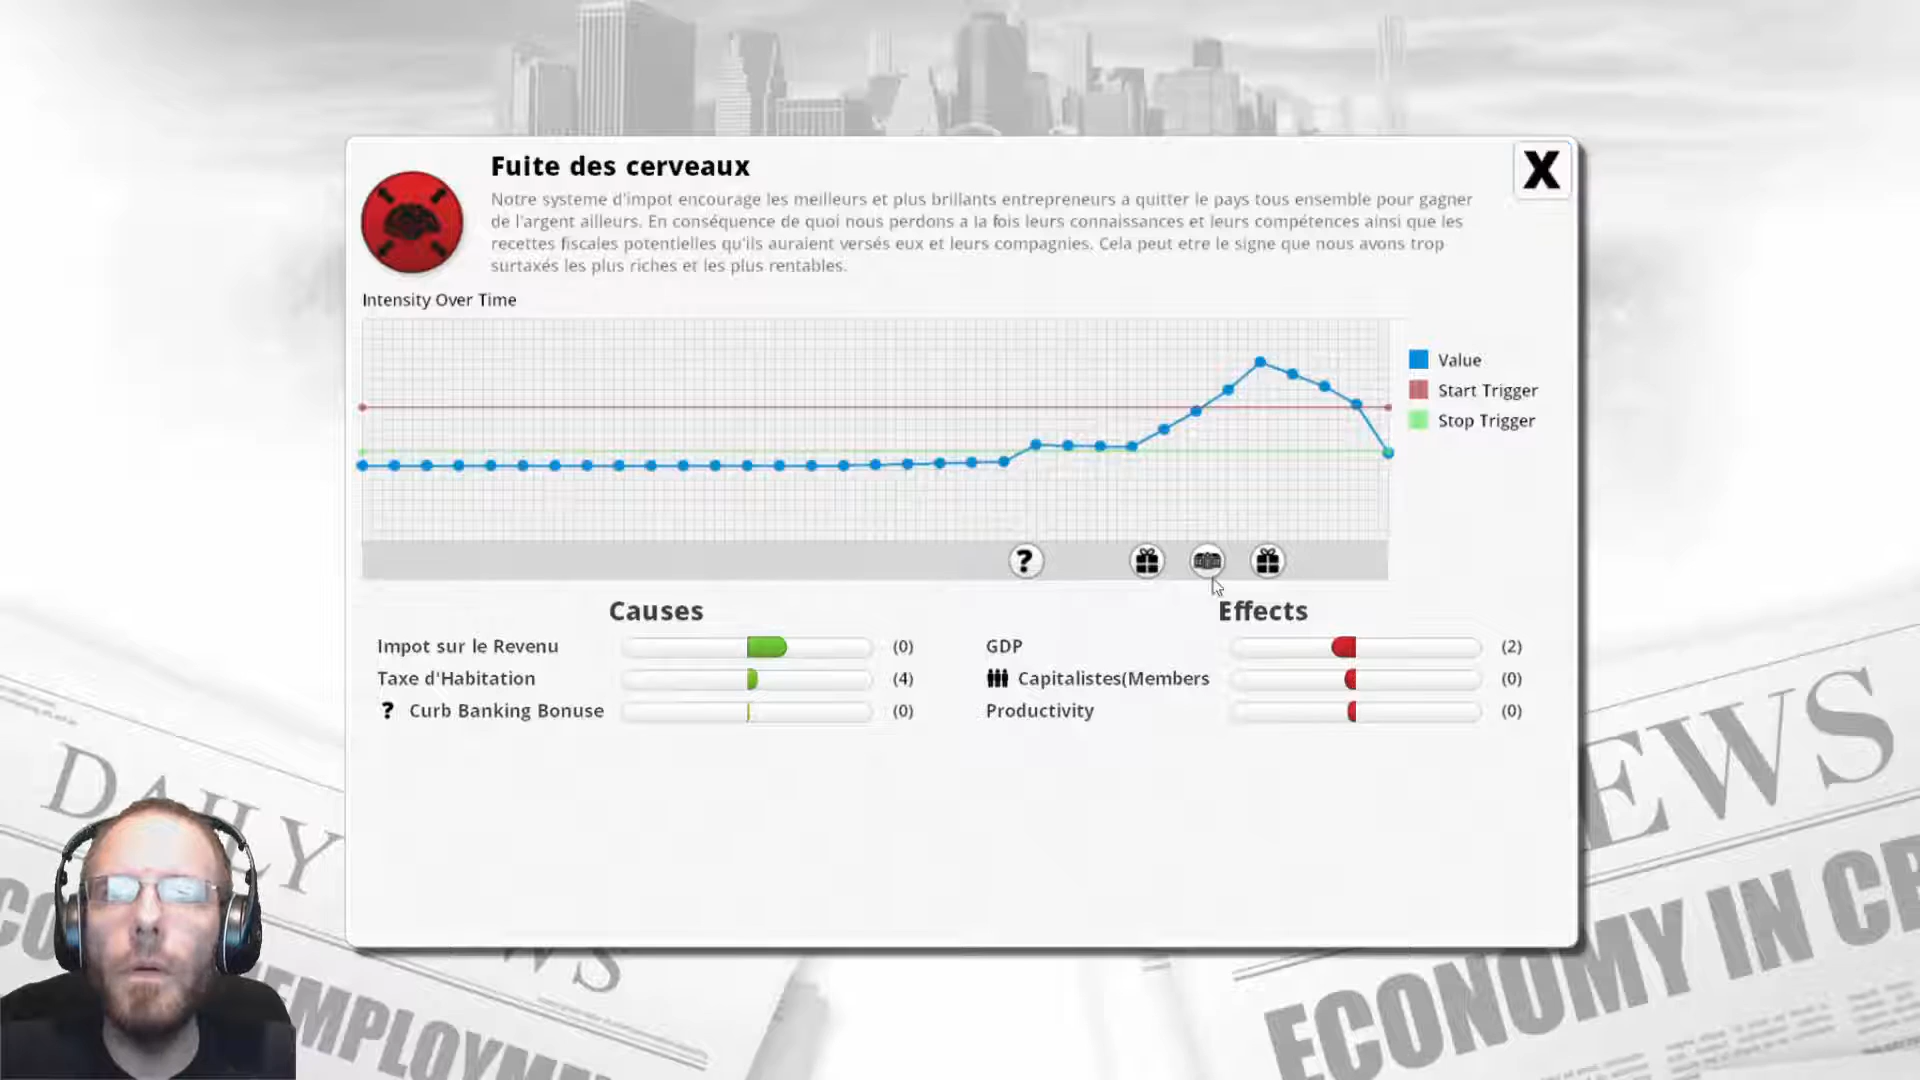 Fuite des cerveaux
X
Notre systeme d'impot encourage les meilleurs et plus brillants entrepreneurs a quitter le pays tous ensemble pour gagner
de l'argent ailleurs. En conséquence de quoi nous perdons a la fois leurs connaissances et leurs compétences ainsi que les
recettes fiscales potentielles qu'ils auraient versés eux et leurs compagnies. Cela peut etre le signe que nous avons trop
surtaxés les plus riches et les plus rentables.
Intensity Over Time
Value
Start Trigger
Stop Trigger
?
Causes
Effects
Impot sur le Revenu (0)
GDP (2)
Taxe d'Habitation (4)
Capitalistes(Members (0)
? Curb Banking Bonuse (0)
Productivity (0)
DAILY
EWS
ECONOMY IN